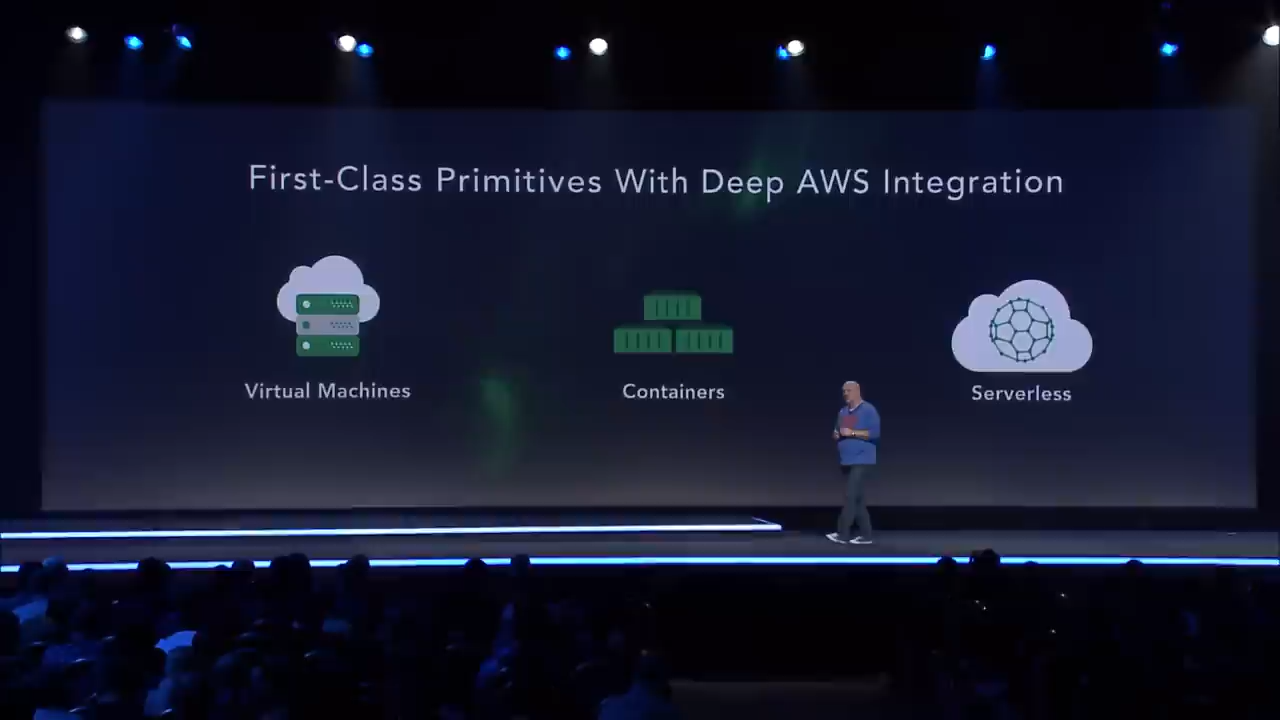 First-Class Primitives With Deep AWS Integration
Virtual Machines
Containers
Serverless